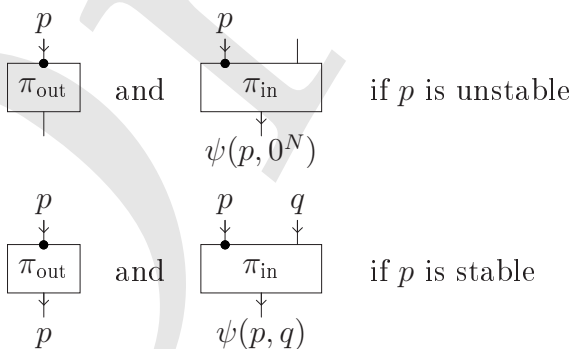 p p
π_out and π_in if p is unstable
ψ(p, 0^N)
p p q
π_out and π_in if p is stable
p ψ(p, q)